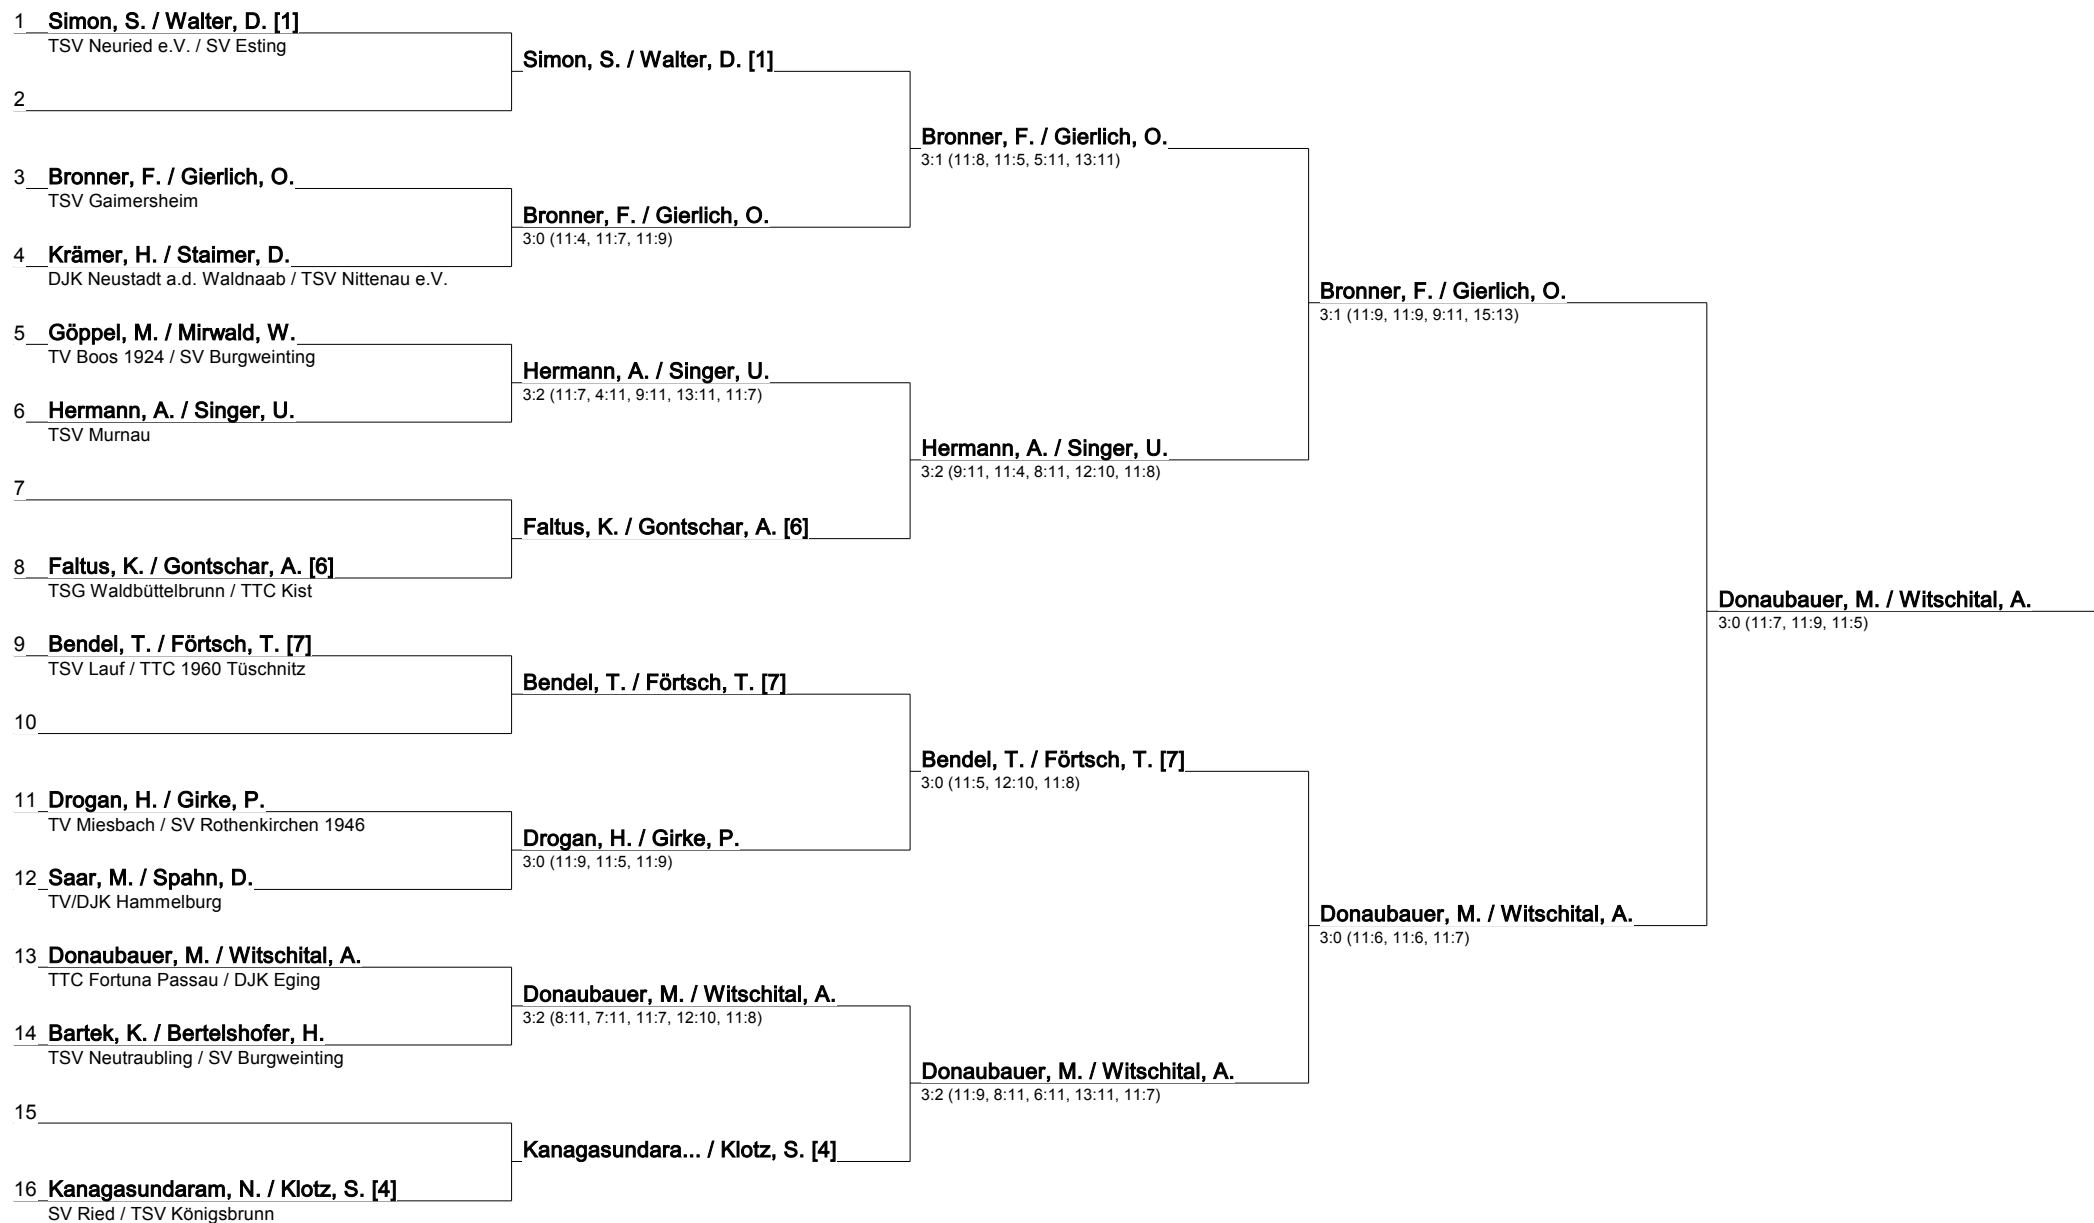 1 Simon, S. / Walter, D. [1]
TSV Neuried e.V. / SV Esting
Simon, S. / Walter, D. [1]
2
Bronner, F. / Gierlich, O.
3:1 (11:8, 11:5, 5:11, 13:11)
3 Bronner, F. / Gierlich, O.
TSV Gaimersheim
Bronner, F. / Gierlich, O.
3:0 (11:4, 11:7, 11:9)
4 Krämer, H. / Staimer, D.
DJK Neustadt a.d. Waldnaab / TSV Nittenau e.V.
Bronner, F. / Gierlich, O.
3:1 (11:9, 11:9, 9:11, 15:13)
5 Göppel, M. / Mirwald, W.
TV Boos 1924 / SV Burgweinting
Hermann, A. / Singer, U.
3:2 (11:7, 4:11, 9:11, 13:11, 11:7)
6 Hermann, A. / Singer, U.
TSV Murnau
Hermann, A. / Singer, U.
3:2 (9:11, 11:4, 8:11, 12:10, 11:8)
7
Faltus, K. / Gontschar, A. [6]
8 Faltus, K. / Gontschar, A. [6]
TSG Waldbüttelbrunn / TTC Kist
Donaubauer, M. / Witschital, A.
3:0 (11:7, 11:9, 11:5)
9 Bendel, T. / Förtsch, T. [7]
TSV Lauf / TTC 1960 Tüschnitz
Bendel, T. / Förtsch, T. [7]
10
Bendel, T. / Förtsch, T. [7]
3:0 (11:5, 12:10, 11:8)
11 Drogan, H. / Girke, P.
TV Miesbach / SV Rothenkirchen 1946
Drogan, H. / Girke, P.
3:0 (11:9, 11:5, 11:9)
12 Saar, M. / Spahn, D.
TV/DJK Hammelburg
Donaubauer, M. / Witschital, A.
3:0 (11:6, 11:6, 11:7)
13 Donaubauer, M. / Witschital, A.
TTC Fortuna Passau / DJK Eging
Donaubauer, M. / Witschital, A.
3:2 (8:11, 7:11, 11:7, 12:10, 11:8)
14 Bartek, K. / Bertelshofer, H.
TSV Neutraubling / SV Burgweinting
Donaubauer, M. / Witschital, A.
3:2 (11:9, 8:11, 6:11, 13:11, 11:7)
15
Kanagasundara... / Klotz, S. [4]
16 Kanagasundaram, N. / Klotz, S. [4]
SV Ried / TSV Königsbrunn